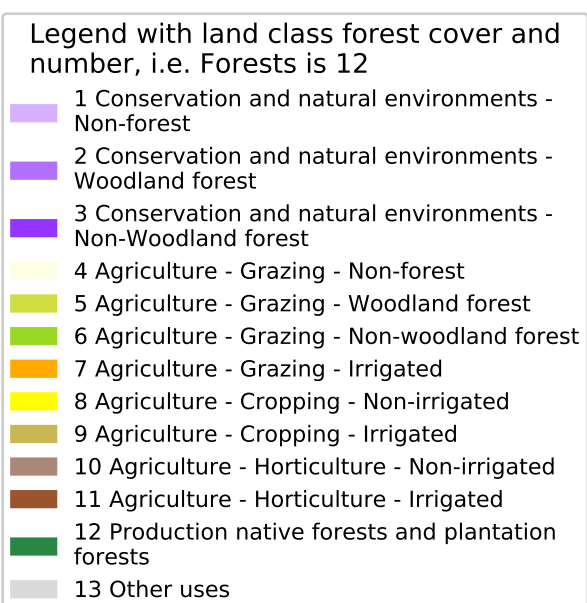 Legend with land class forest cover and
number, i.e. Forests is 12
1 Conservation and natural environments -
Non-forest
2 Conservation and natural environments -
Woodland forest
3 Conservation and natural environments -
Non-Woodland forest
4 Agriculture - Grazing - Non-forest
5 Agriculture - Grazing - Woodland forest
6 Agriculture - Grazing - Non-woodland forest
7 Agriculture - Grazing - Irrigated
8 Agriculture - Cropping - Non-irrigated
9 Agriculture - Cropping - Irrigated
10 Agriculture - Horticulture - Non-irrigated
11 Agriculture - Horticulture - Irrigated
12 Production native forests and plantation
forests
13 Other uses